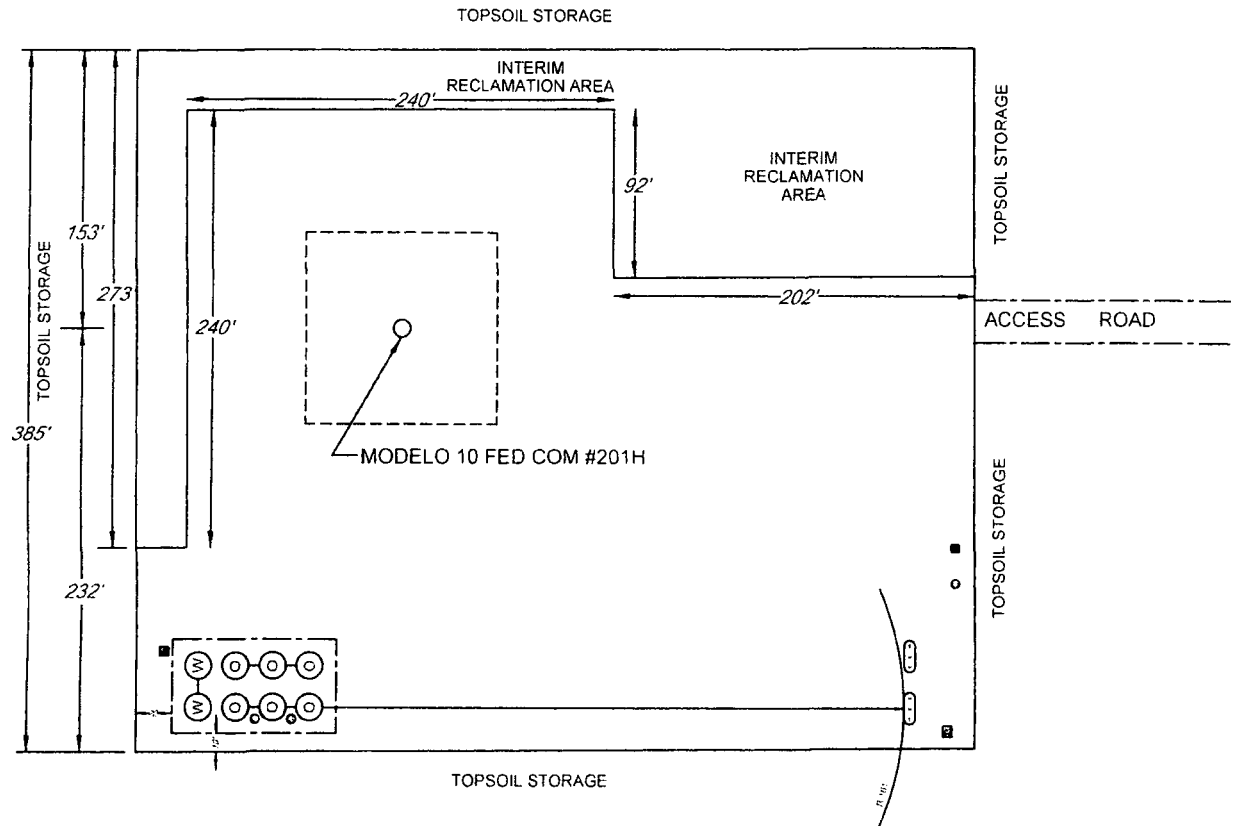 TOPSOIL STORAGE
INTERIM
RECLAMATION AREA
240'
INTERIM
RECLAMATION
AREA
92'
TOPSOIL STORAGE
153'
TOPSOIL STORAGE
273'
240'
202'
ACCESS ROAD
385'
MODELO 10 FED COM #201H
TOPSOIL STORAGE
232'
W
O
O
O
W
O
O
O
TOPSOIL STORAGE